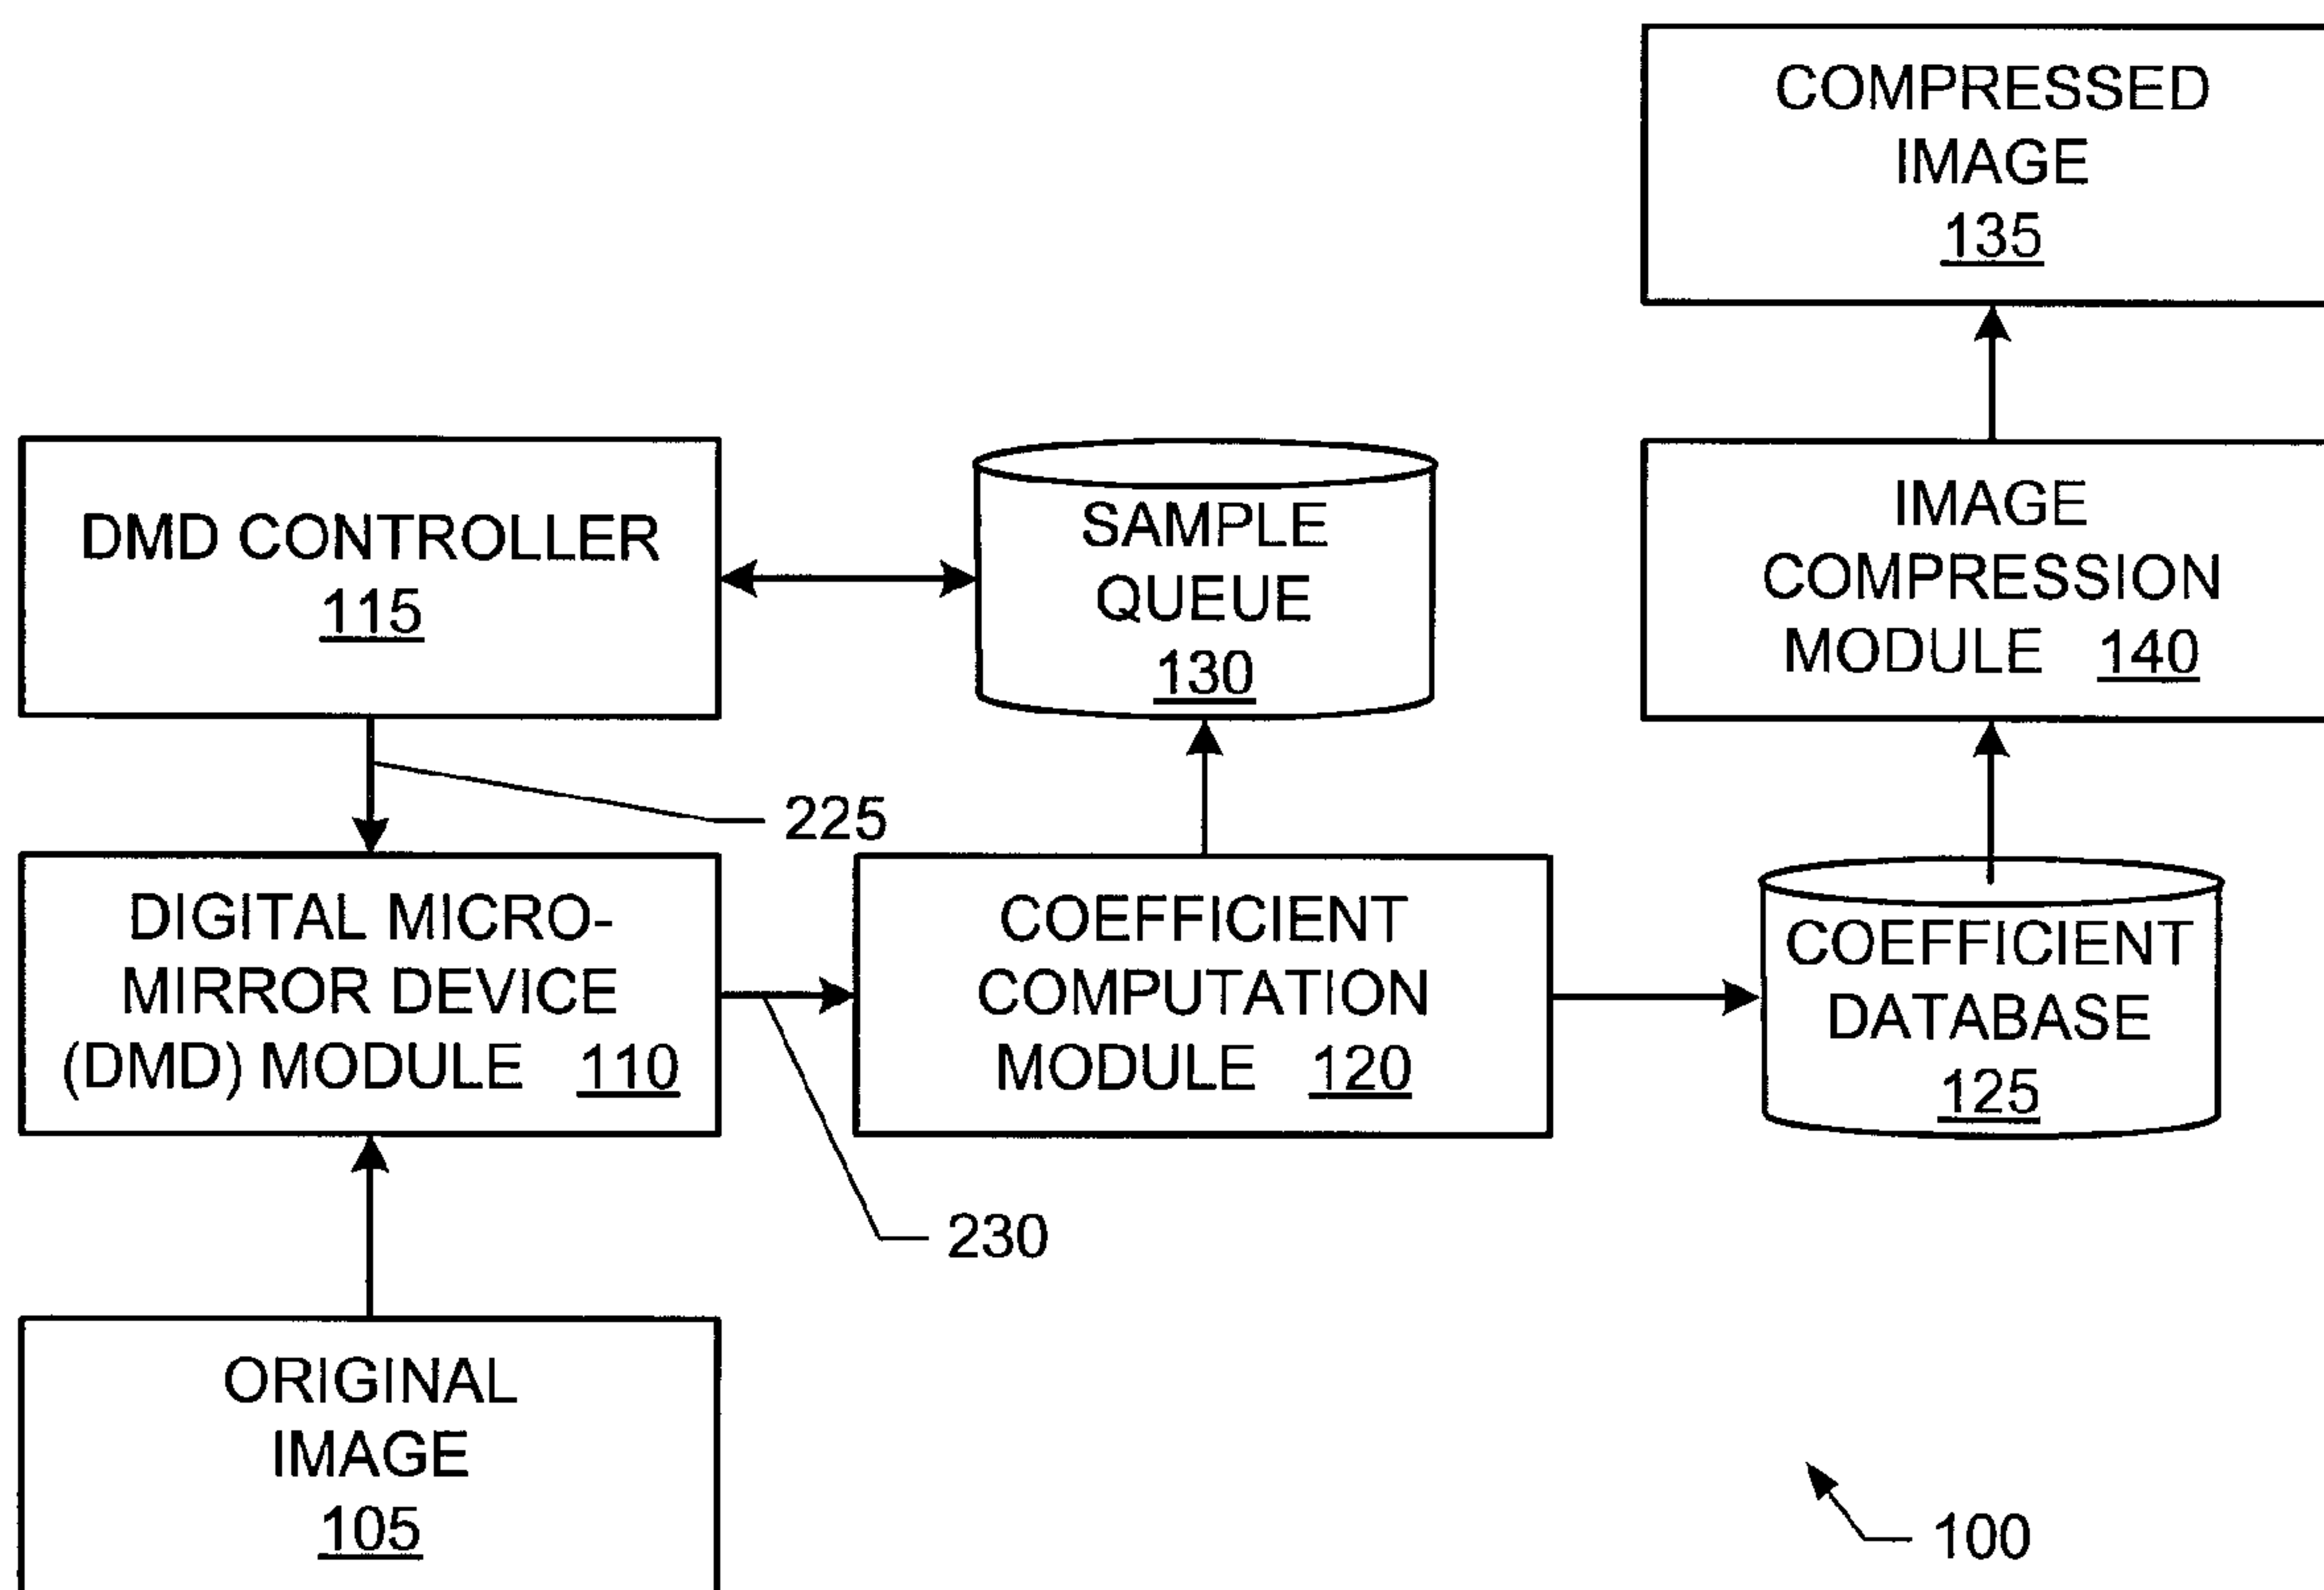 COMPRESSED
IMAGE
135
DMD CONTROLLER
115
SAMPLE
QUEUE
130
IMAGE
COMPRESSION
MODULE 140
225
DIGITAL MICRO-
MIRROR DEVICE
(DMD) MODULE 110
COEFFICIENT
COMPUTATION
MODULE 120
COEFFICIENT
DATABASE
125
230
ORIGINAL
IMAGE
105
100